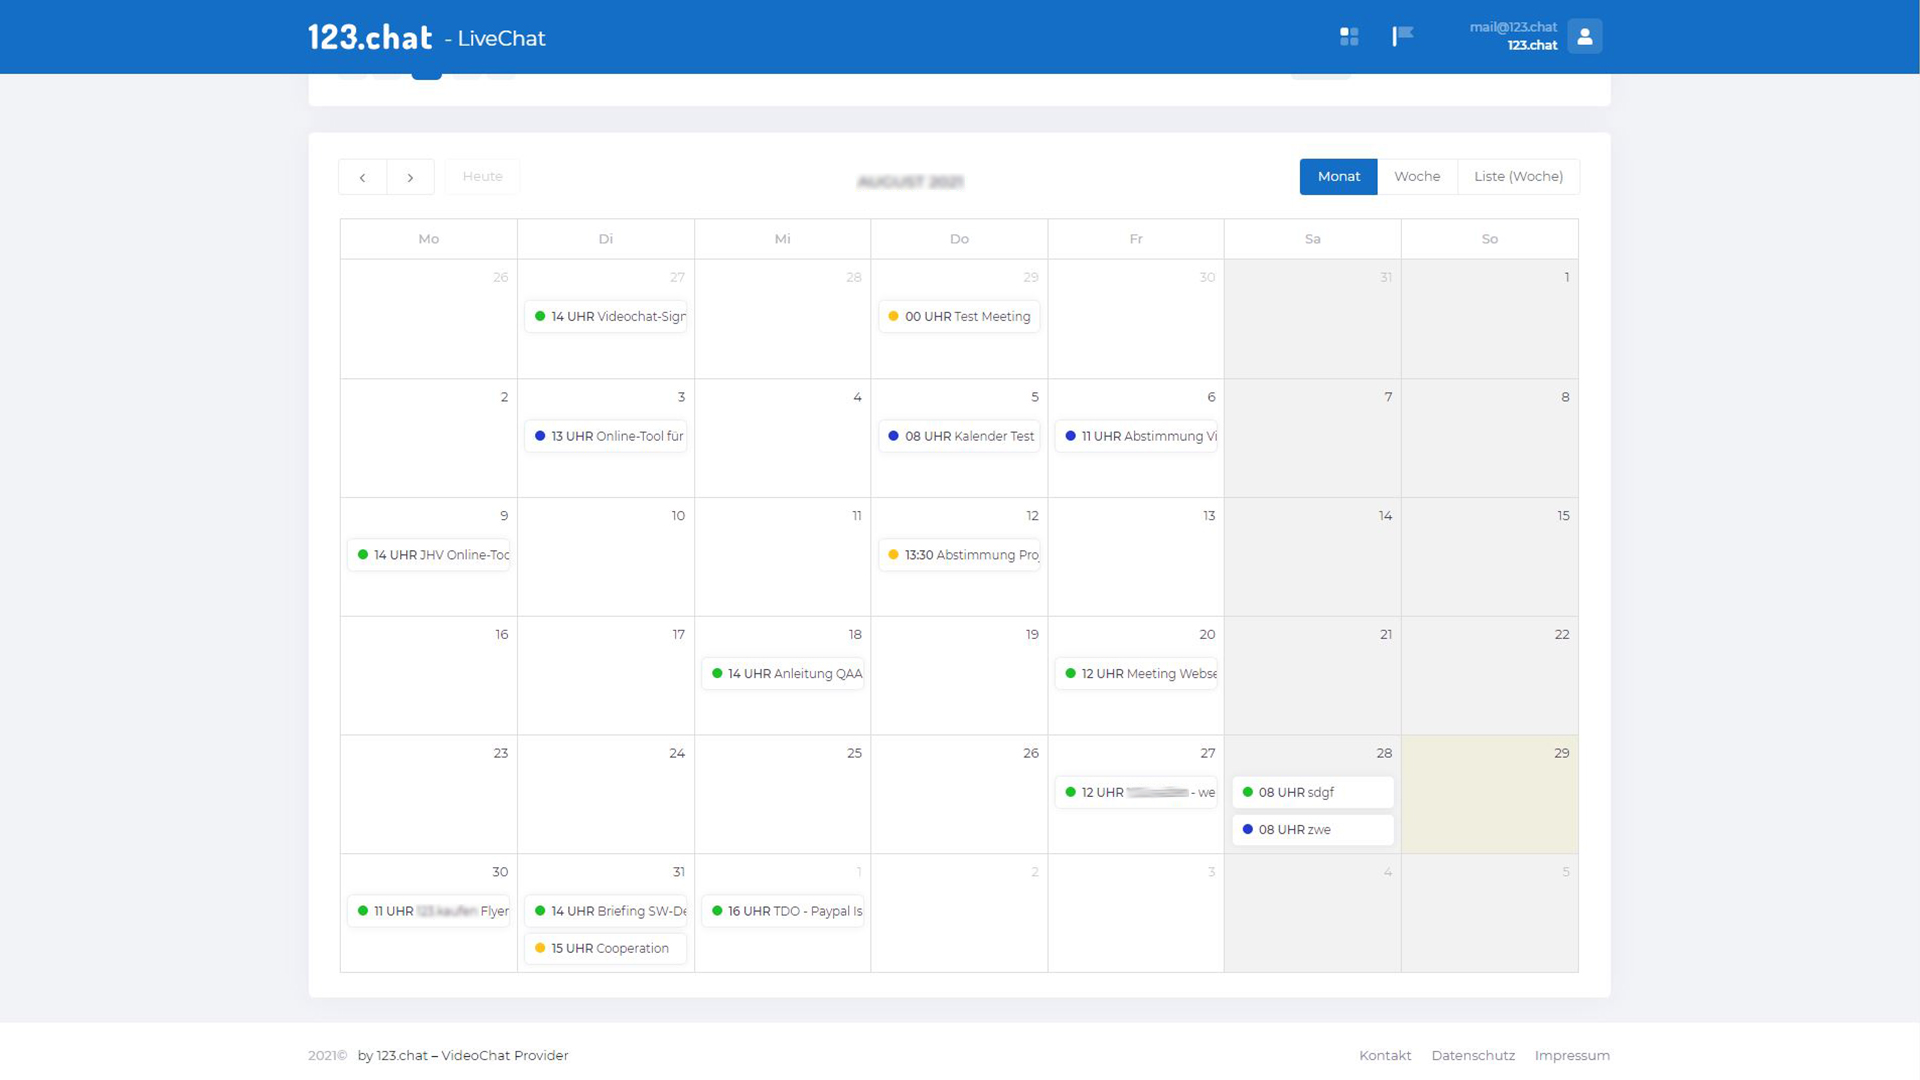 123.chat - LiveChat
mail@123.chat
123.chat
Heute
AUGUST 2021
Monat Woche Liste (Woche)
Mo Di Mi Do Fr Sa So
26 27 28 29 30 31 1
14 UHR Videochat-Sign
00 UHR Test Meeting
2 3 4 5 6 7 8
13 UHR Online-Tool für
08 UHR Kalender Test
11 UHR Abstimmung Vi
9 10 11 12 13 14 15
14 UHR JHV Online-Too
13:30 Abstimmung Proj
16 17 18 19 20 21 22
14 UHR Anleitung QAA
12 UHR Meeting Webse
23 24 25 26 27 28 29
12 UHR - we
08 UHR sdgf
08 UHR zwe
30 31 1 2 3 4 5
11 UHR 123.kaufen Flyer
14 UHR Briefing SW-De
16 UHR TDO - Paypal Is
15 UHR Cooperation
2021© by 123.chat – VideoChat Provider
Kontakt Datenschutz Impressum